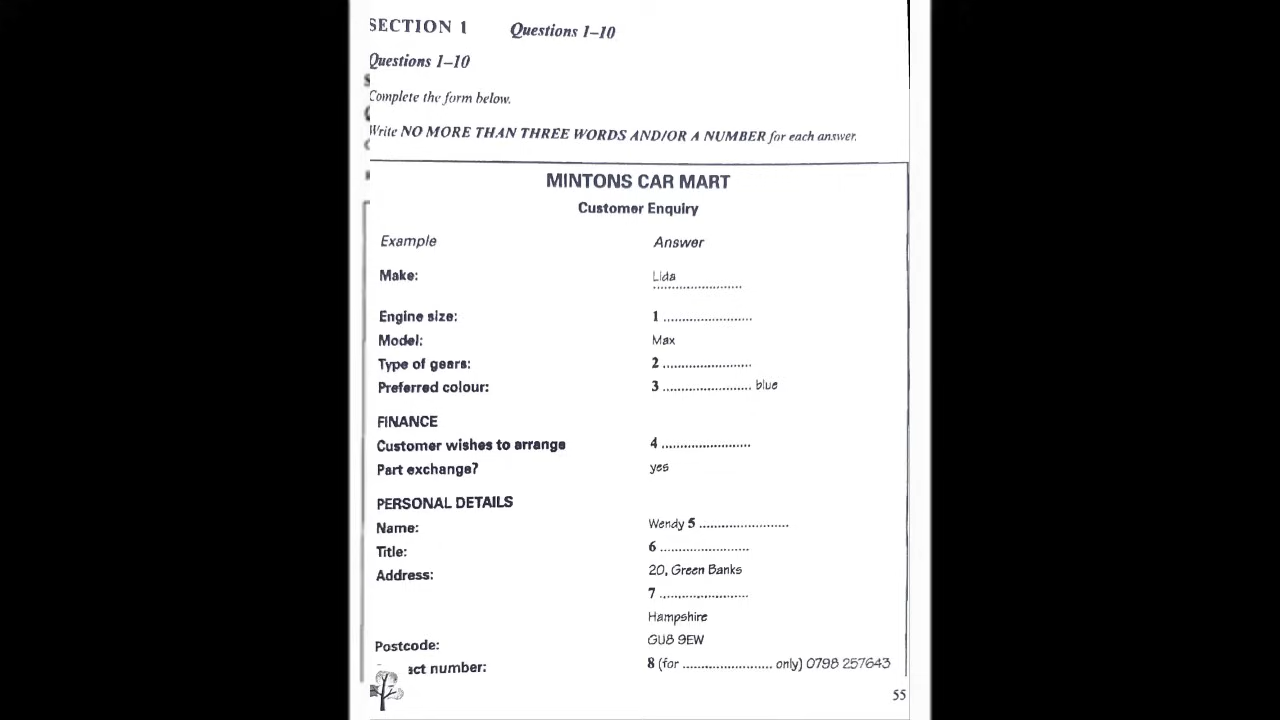 SECTION 1 Questions 1–10
Questions 1–10
Complete the form below.
Write NO MORE THAN THREE WORDS AND/OR A NUMBER for each answer.
MINTONS CAR MART
Customer Enquiry
Example Answer
Make: Lida
Engine size: 1 ........................
Model: Max
Type of gears: 2 ........................
Preferred colour: 3 ........................ blue
FINANCE
Customer wishes to arrange 4 ........................
Part exchange? yes
PERSONAL DETAILS
Name: Wendy 5 ........................
Title: 6 ........................
Address: 20, Green Banks
7 ........................
Hampshire
Postcode: GU8 9EW
act number: 8 (for ........................ only) 0798 257643
55